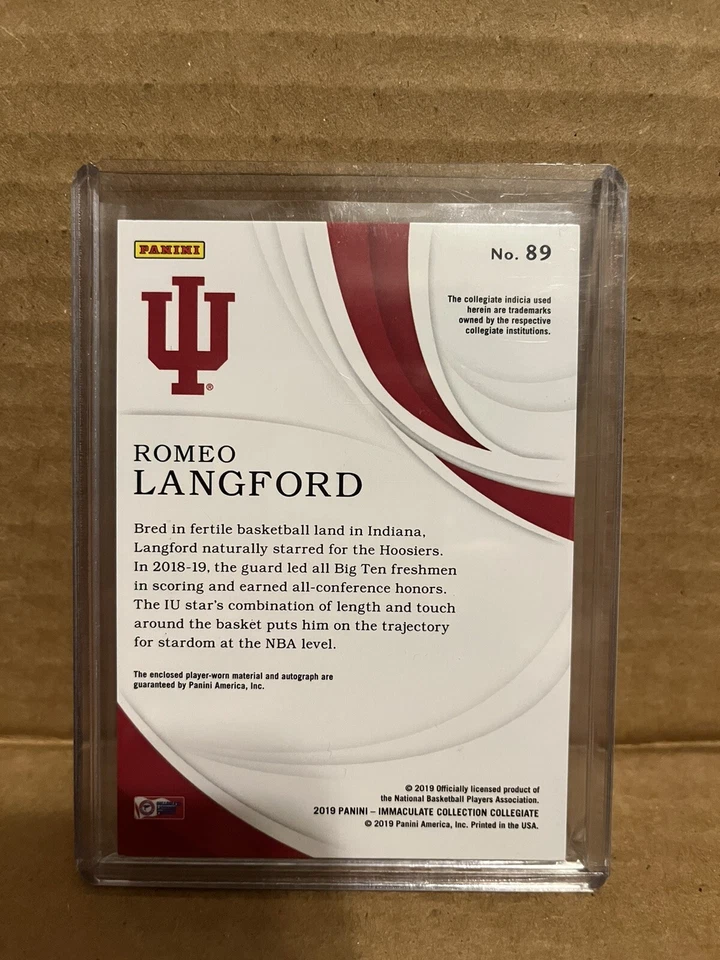 PANINI
No. 89
The collegiate indicia used
herein are trademarks
owned by the respective
collegiate institutions.
IU
®
ROMEO
LANGFORD
Bred in fertile basketball land in Indiana,
Langford naturally starred for the Hoosiers.
In 2018-19, the guard led all Big Ten freshmen
in scoring and earned all-conference honors.
The IU star's combination of length and touch
around the basket puts him on the trajectory
for stardom at the NBA level.
The enclosed player-worn material and autograph are
guaranteed by Panini America, Inc.
© 2019 Officially licensed product of
the National Basketball Players Association.
2019 PANINI – IMMACULATE COLLECTION COLLEGIATE
© 2019 Panini America, Inc. Printed in the USA.